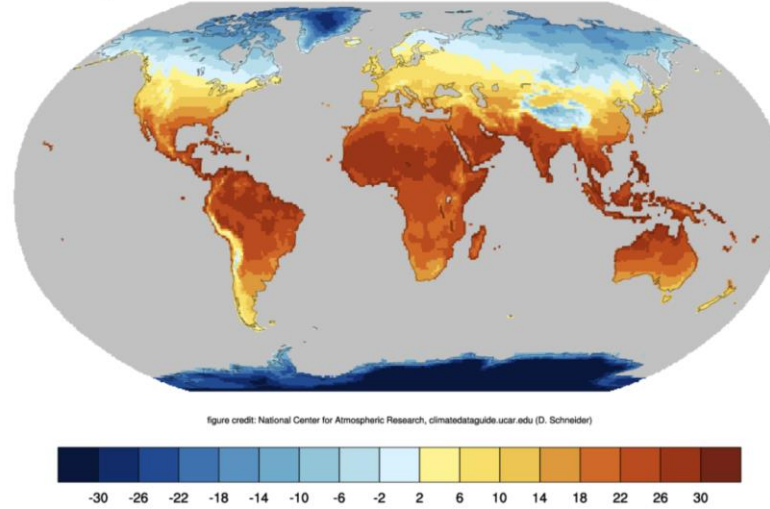 figure credit: National Center for Atmospheric Research, climatedataguide.ucar.edu (D. Schneider)
-30 -26 -22 -18 -14 -10 -6 -2 2 6 10 14 18 22 26 30